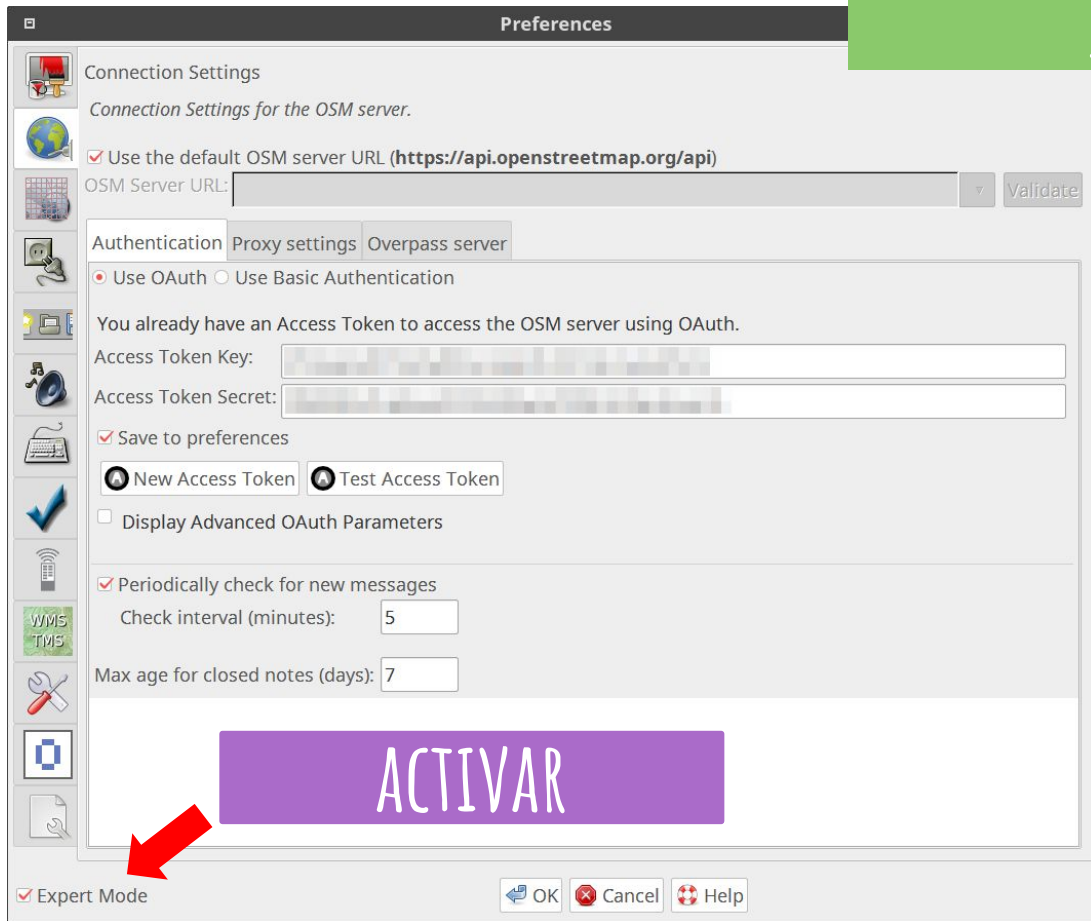 Preferences
Connection Settings
Connection Settings for the OSM server.
Use the default OSM server URL (https://api.openstreetmap.org/api)
OSM Server URL:
Validate
Authentication Proxy settings Overpass server
Use OAuth Use Basic Authentication
You already have an Access Token to access the OSM server using OAuth.
Access Token Key:
Access Token Secret:
Save to preferences
New Access Token Test Access Token
Display Advanced OAuth Parameters
Periodically check for new messages
Check interval (minutes): 5
Max age for closed notes (days): 7
WMS
TMS
ACTIVAR
Expert Mode
OK Cancel Help